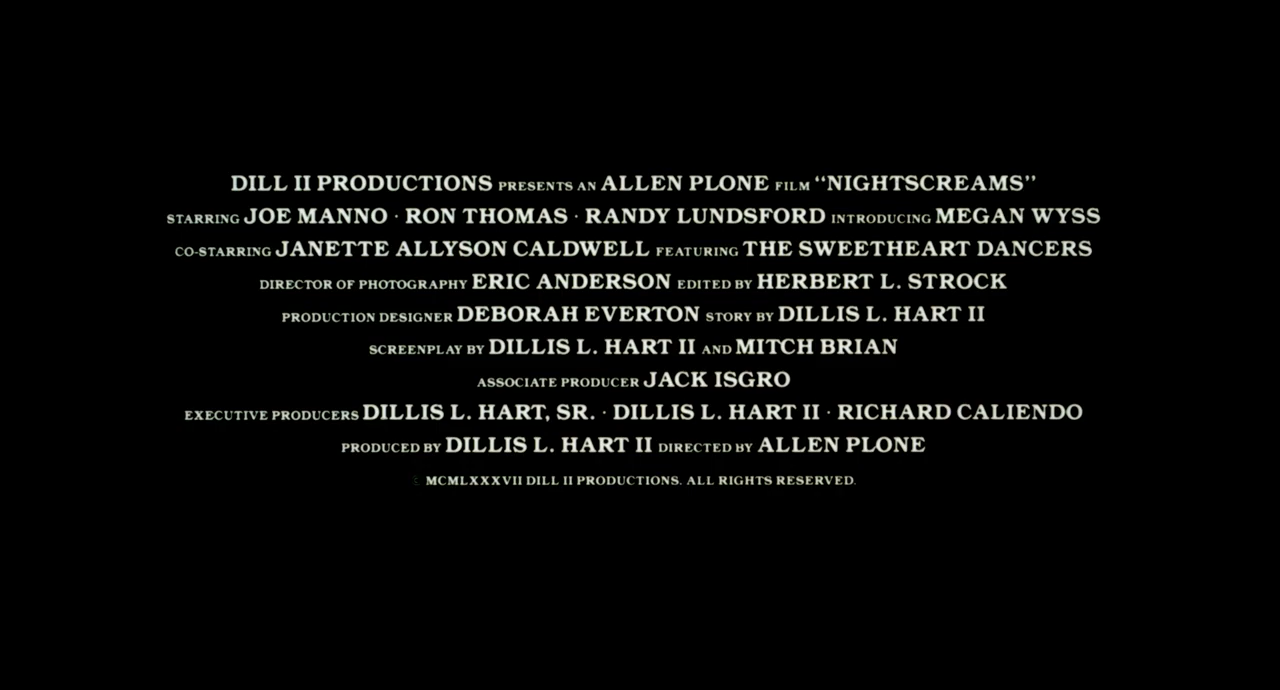 DILL II PRODUCTIONS PRESENTS AN ALLEN PLONE FILM “NIGHTSCREAMS”
STARRING JOE MANNO · RON THOMAS · RANDY LUNDSFORD INTRODUCING MEGAN WYSS
CO-STARRING JANETTE ALLYSON CALDWELL FEATURING THE SWEETHEART DANCERS
DIRECTOR OF PHOTOGRAPHY ERIC ANDERSON EDITED BY HERBERT L. STROCK
PRODUCTION DESIGNER DEBORAH EVERTON STORY BY DILLIS L. HART II
SCREENPLAY BY DILLIS L. HART II AND MITCH BRIAN
ASSOCIATE PRODUCER JACK ISGRO
EXECUTIVE PRODUCERS DILLIS L. HART, SR. · DILLIS L. HART II · RICHARD CALIENDO
PRODUCED BY DILLIS L. HART II DIRECTED BY ALLEN PLONE
MCMLXXXVII DILL II PRODUCTIONS. ALL RIGHTS RESERVED.